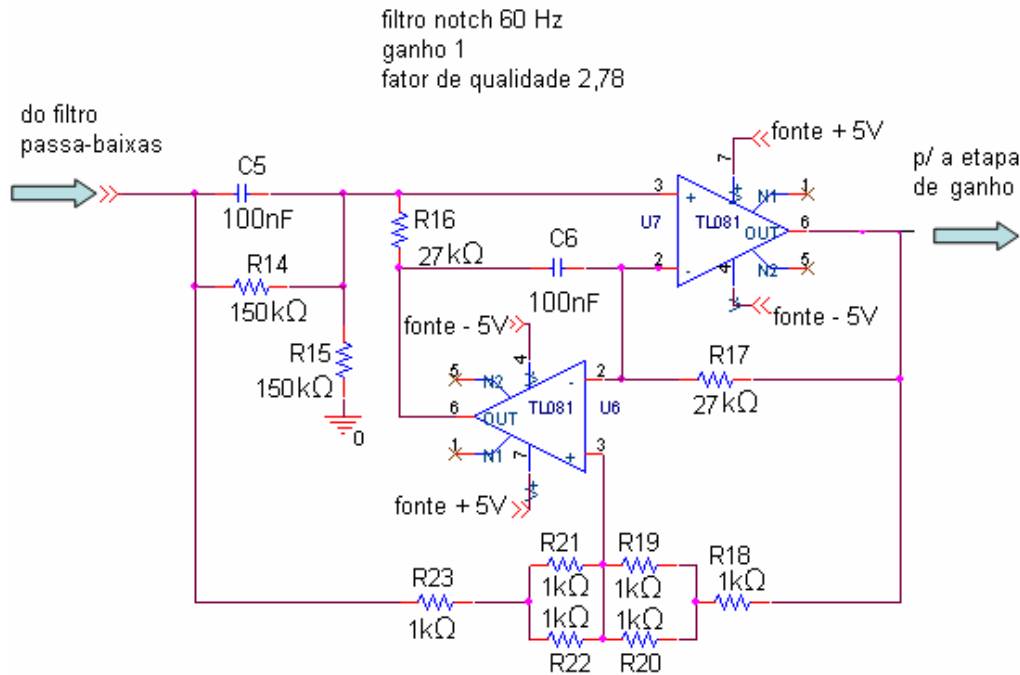 filtro notch 60 Hz
ganho 1
fator de qualidade 2,78
do filtro
passa-baixas
C5
100nF
R14
150kΩ
R15
150kΩ
0
R16
27kΩ
C6
100nF
fonte + 5V
7
V+
3
+
N1
1
U7
TL081
OUT
6
2
-
N2
5
4
V-
fonte - 5V
p/ a etapa
de ganho
fonte - 5V
4
V-
5
N2
-
2
TL081
U6
6
OUT
1
N1
7
+
3
V+
fonte + 5V
R17
27kΩ
R21
1kΩ
R19
1kΩ
R18
1kΩ
R23
1kΩ
1kΩ
R22
1kΩ
R20